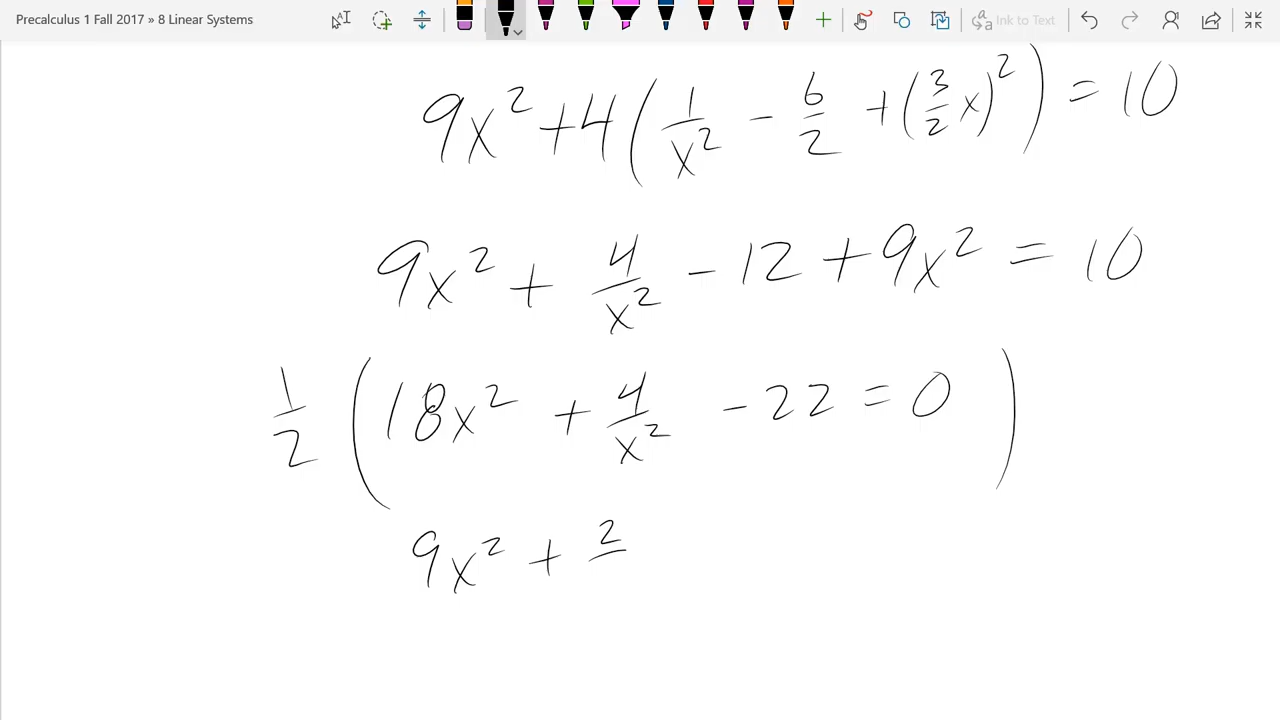 Precalculus 1 Fall 2017 » 8 Linear Systems Ink to Text
9x² + 4(1/x² - 6/2 + (3/2 x)²) = 10
9x² + 4/x² - 12 + 9x² = 10
1/2 (18x² + 4/x² - 22 = 0)
9x² + 2/